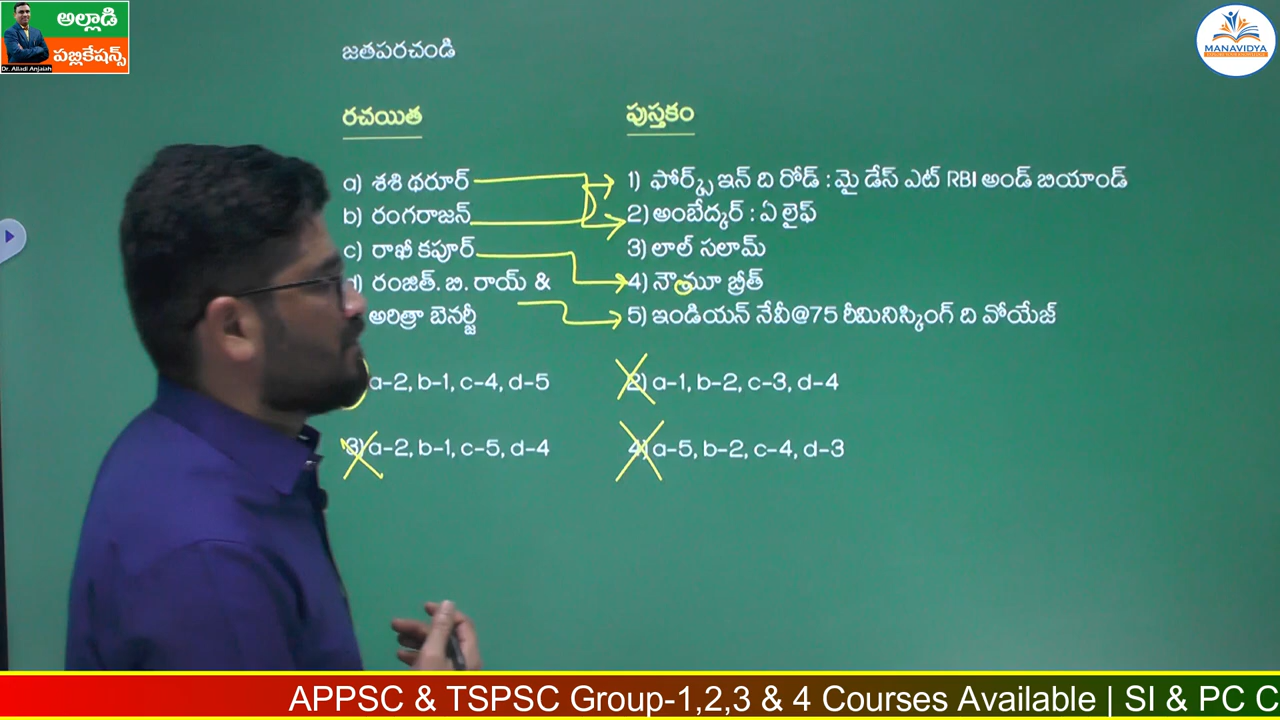 అల్లాడి
పబ్లికేషన్స్
Dr. Alladi Anjaiah
MANAVIDYA
జతపరచండి
రచయిత
పుస్తకం
a) శశి థరూర్
1) ఫోర్క్స్ ఇన్ ది రోడ్ : మై డేస్ ఎట్ RBI అండ్ బియాండ్
b) రంగరాజన్
2) అంబేద్కర్ : ఏ లైఫ్
c) రాఖీ కపూర్
3) లాల్ సలామ్
d) రంజిత్. బి. రాయ్ &
4) నౌమూ బ్రీత్
అరిత్రా బెనర్జీ
5) ఇండియన్ నేవీ@75 రీమినిస్కింగ్ ది వోయేజ్
a-2, b-1, c-4, d-5
2) a-1, b-2, c-3, d-4
3) a-2, b-1, c-5, d-4
4) a-5, b-2, c-4, d-3
APPSC & TSPSC Group-1,2,3 & 4 Courses Available | SI & PC C